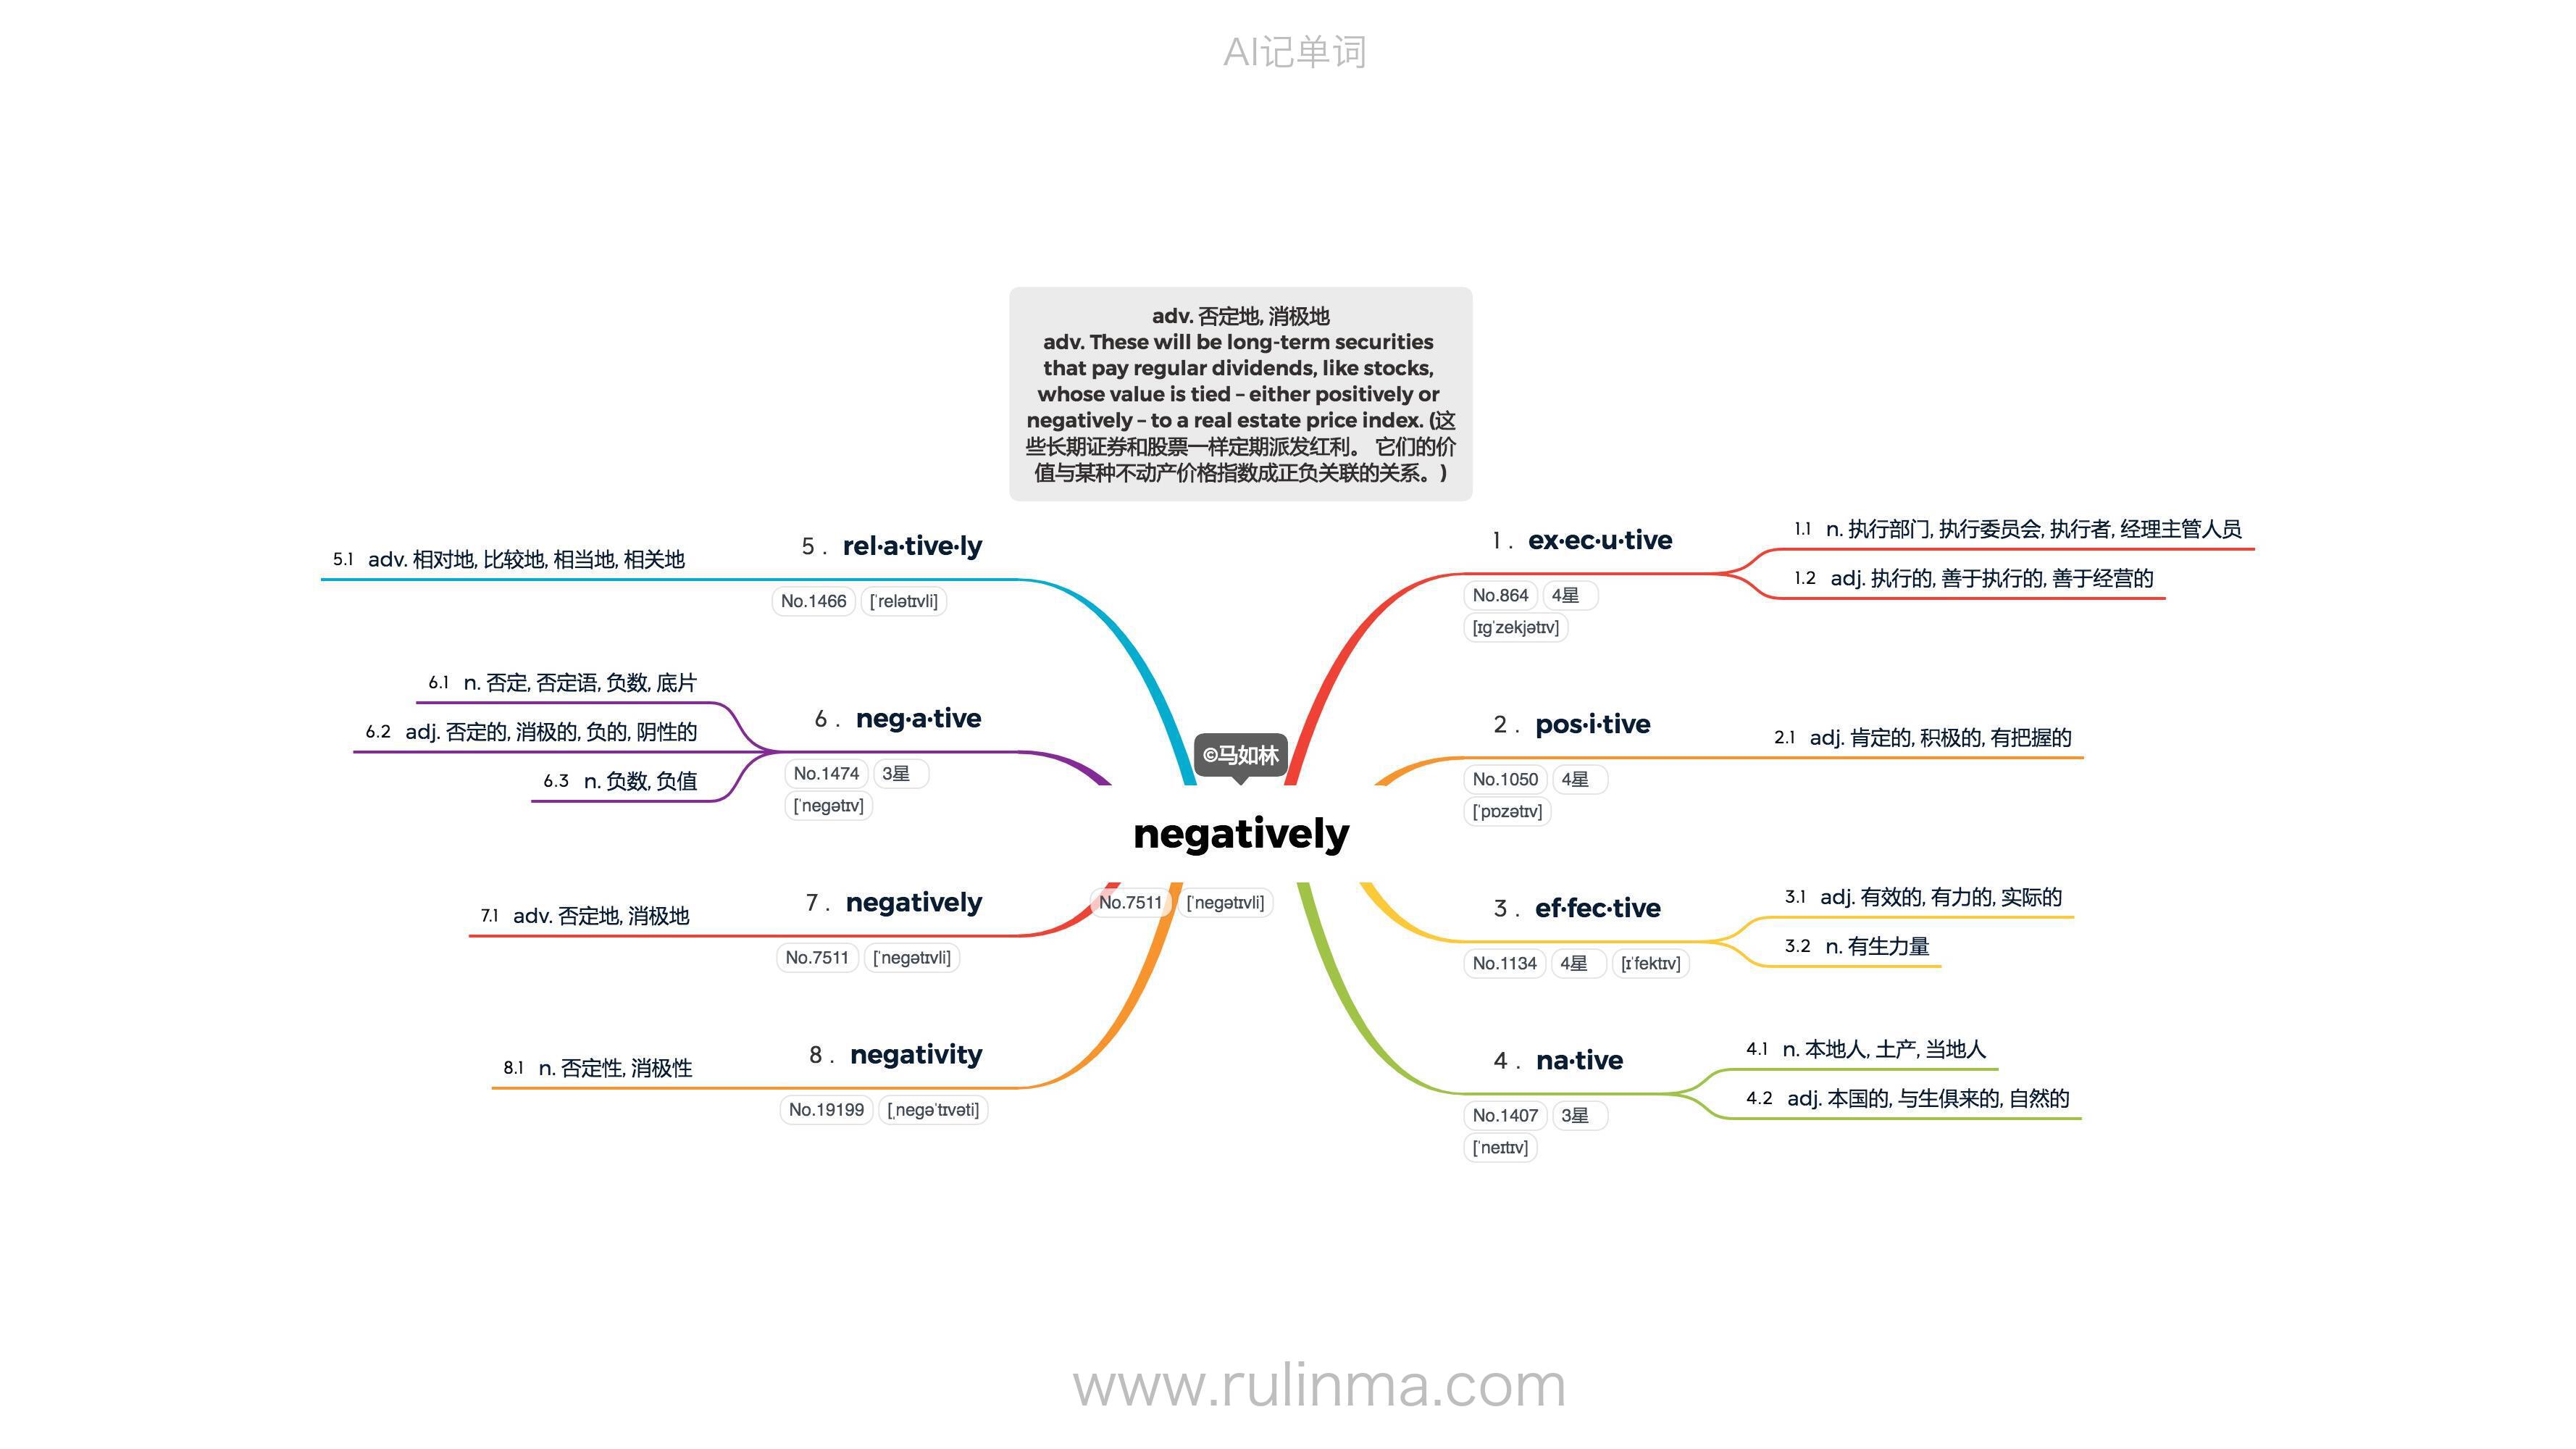 AI记单词
adv. 否定地, 消极地
adv. These will be long-term securities
that pay regular dividends, like stocks,
whose value is tied – either positively or
negatively – to a real estate price index. (这
些长期证券和股票一样定期派发红利。 它们的价
值与某种不动产价格指数成正负关联的关系。)
©马如林
negatively
No.7511 [ˈnegətɪvli]
1 . ex·ec·u·tive
No.864 4星
[ɪgˈzekjətɪv]
1.1 n. 执行部门, 执行委员会, 执行者, 经理主管人员
1.2 adj. 执行的, 善于执行的, 善于经营的
2 . pos·i·tive
No.1050 4星
[ˈpɒzətɪv]
2.1 adj. 肯定的, 积极的, 有把握的
3 . ef·fec·tive
No.1134 4星 [ɪˈfektɪv]
3.1 adj. 有效的, 有力的, 实际的
3.2 n. 有生力量
4 . na·tive
No.1407 3星
[ˈneɪtɪv]
4.1 n. 本地人, 土产, 当地人
4.2 adj. 本国的, 与生俱来的, 自然的
5 . rel·a·tive·ly
No.1466 [ˈrelətɪvli]
5.1 adv. 相对地, 比较地, 相当地, 相关地
6 . neg·a·tive
No.1474 3星
[ˈnegətɪv]
6.1 n. 否定, 否定语, 负数, 底片
6.2 adj. 否定的, 消极的, 负的, 阴性的
6.3 n. 负数, 负值
7 . negatively
No.7511 [ˈnegətɪvli]
7.1 adv. 否定地, 消极地
8 . negativity
No.19199 [ˌnegəˈtɪvəti]
8.1 n. 否定性, 消极性
www.rulinma.com